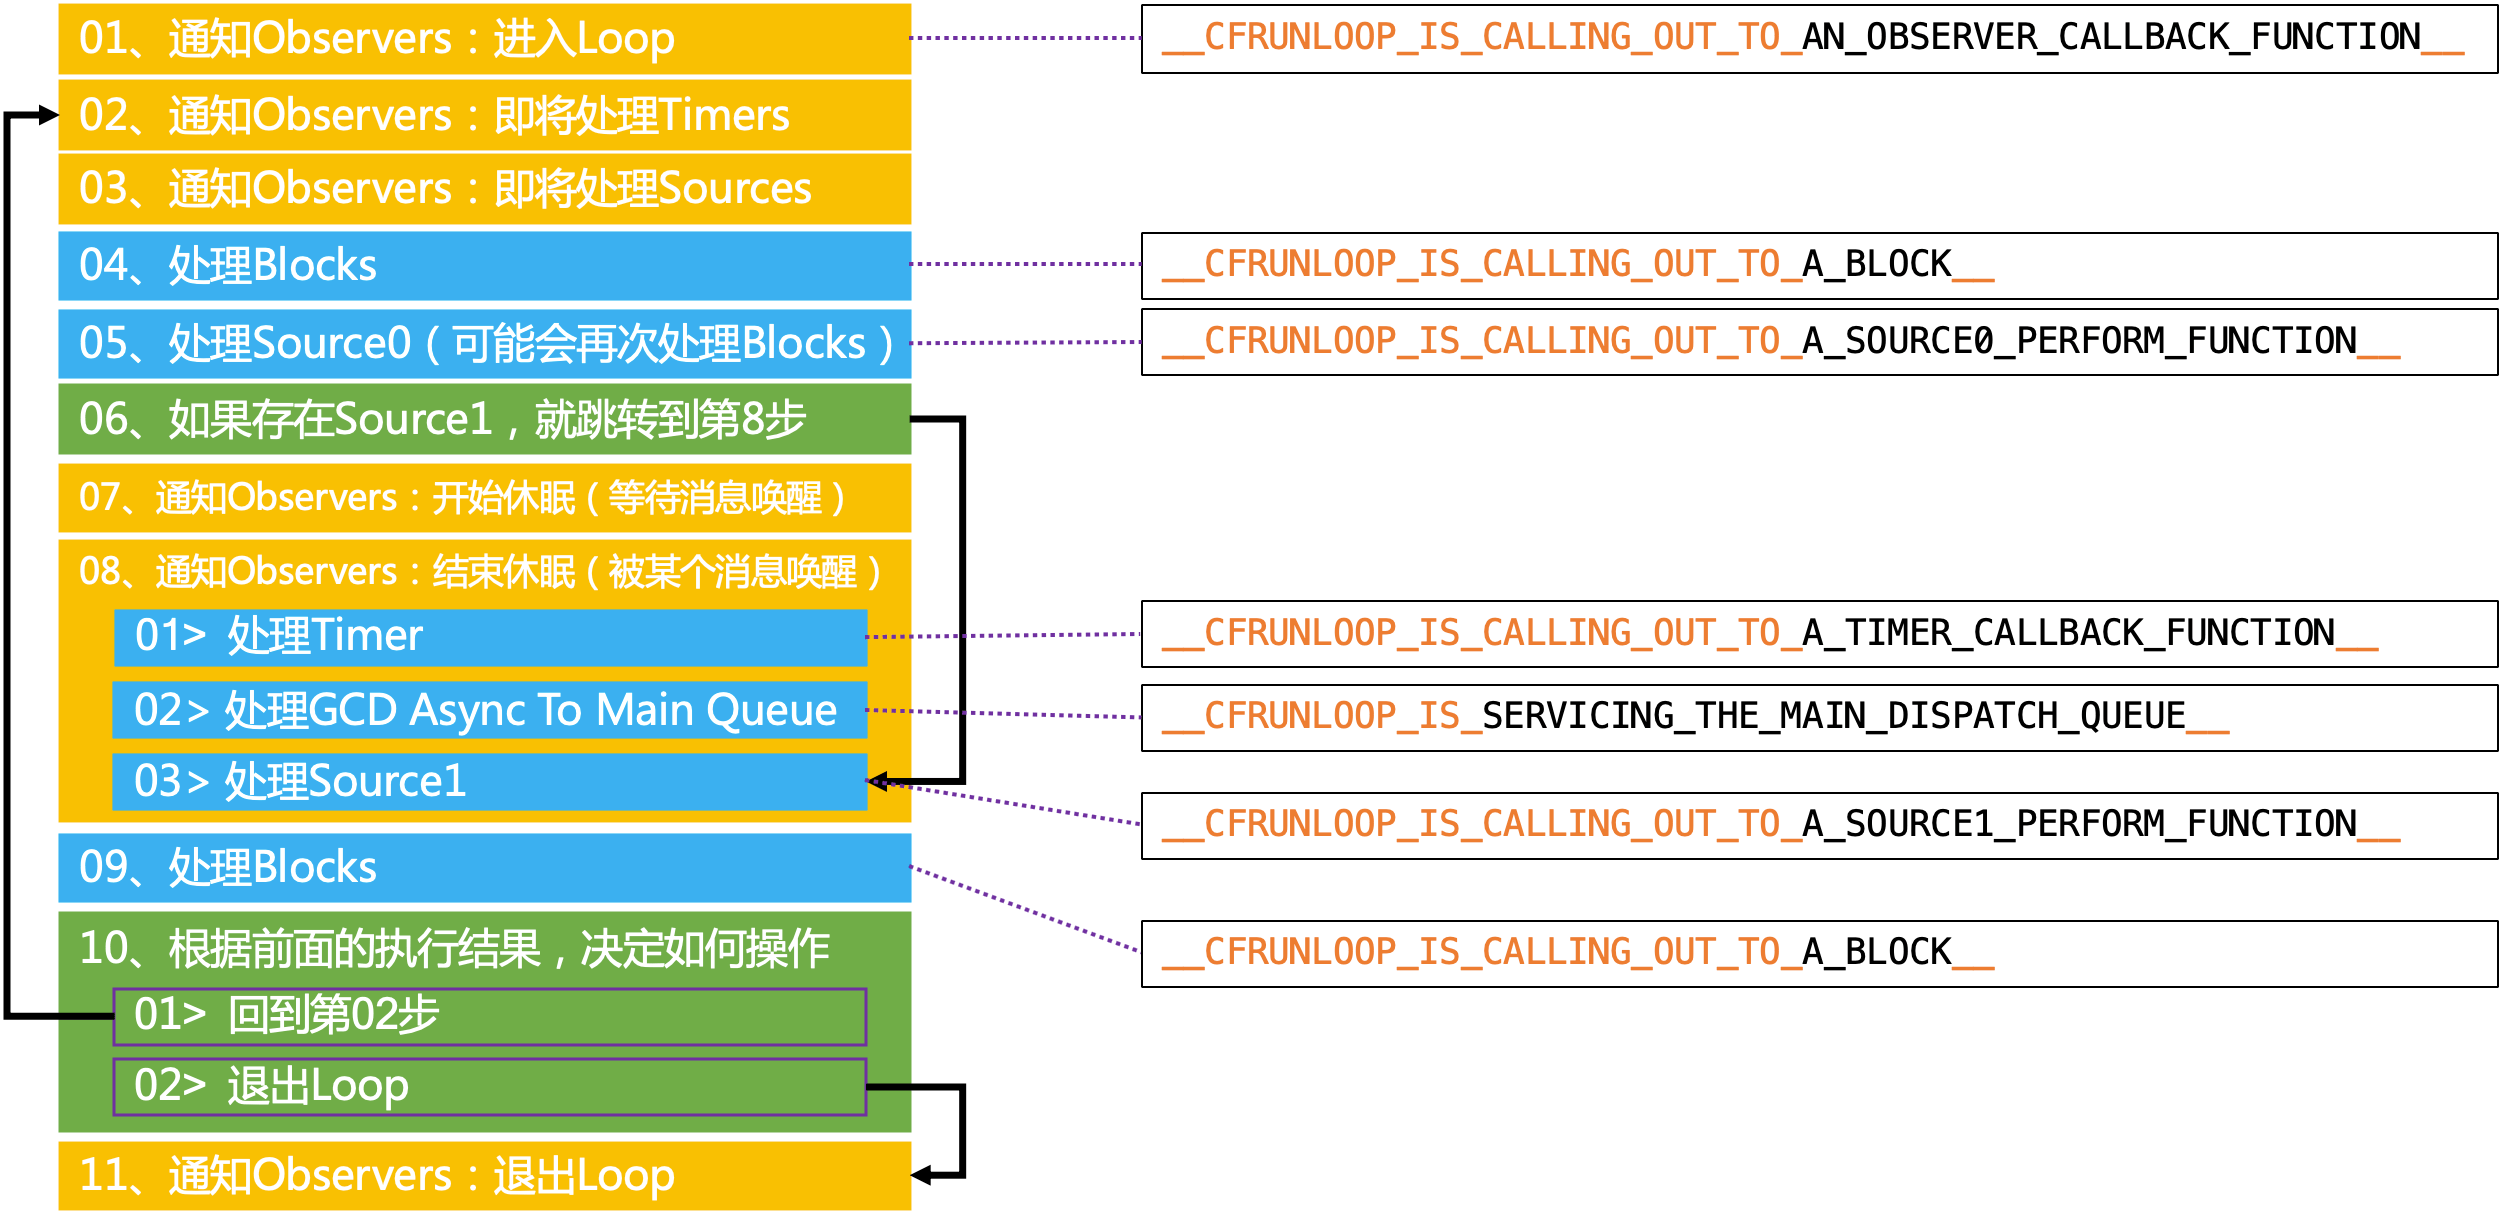 01、通知Observers：进入Loop
__CFRUNLOOP_IS_CALLING_OUT_TO_AN_OBSERVER_CALLBACK_FUNCTION__
02、通知Observers：即将处理Timers
03、通知Observers：即将处理Sources
04、处理Blocks
__CFRUNLOOP_IS_CALLING_OUT_TO_A_BLOCK__
05、处理Source0（可能会再次处理Blocks）
__CFRUNLOOP_IS_CALLING_OUT_TO_A_SOURCE0_PERFORM_FUNCTION__
06、如果存在Source1，就跳转到第8步
07、通知Observers：开始休眠（等待消息唤醒）
08、通知Observers：结束休眠（被某个消息唤醒）
01> 处理Timer
__CFRUNLOOP_IS_CALLING_OUT_TO_A_TIMER_CALLBACK_FUNCTION__
02> 处理GCD Async To Main Queue
__CFRUNLOOP_IS_SERVICING_THE_MAIN_DISPATCH_QUEUE__
03> 处理Source1
__CFRUNLOOP_IS_CALLING_OUT_TO_A_SOURCE1_PERFORM_FUNCTION__
09、处理Blocks
__CFRUNLOOP_IS_CALLING_OUT_TO_A_BLOCK__
10、根据前面的执行结果，决定如何操作
01> 回到第02步
02> 退出Loop
11、通知Observers：退出Loop